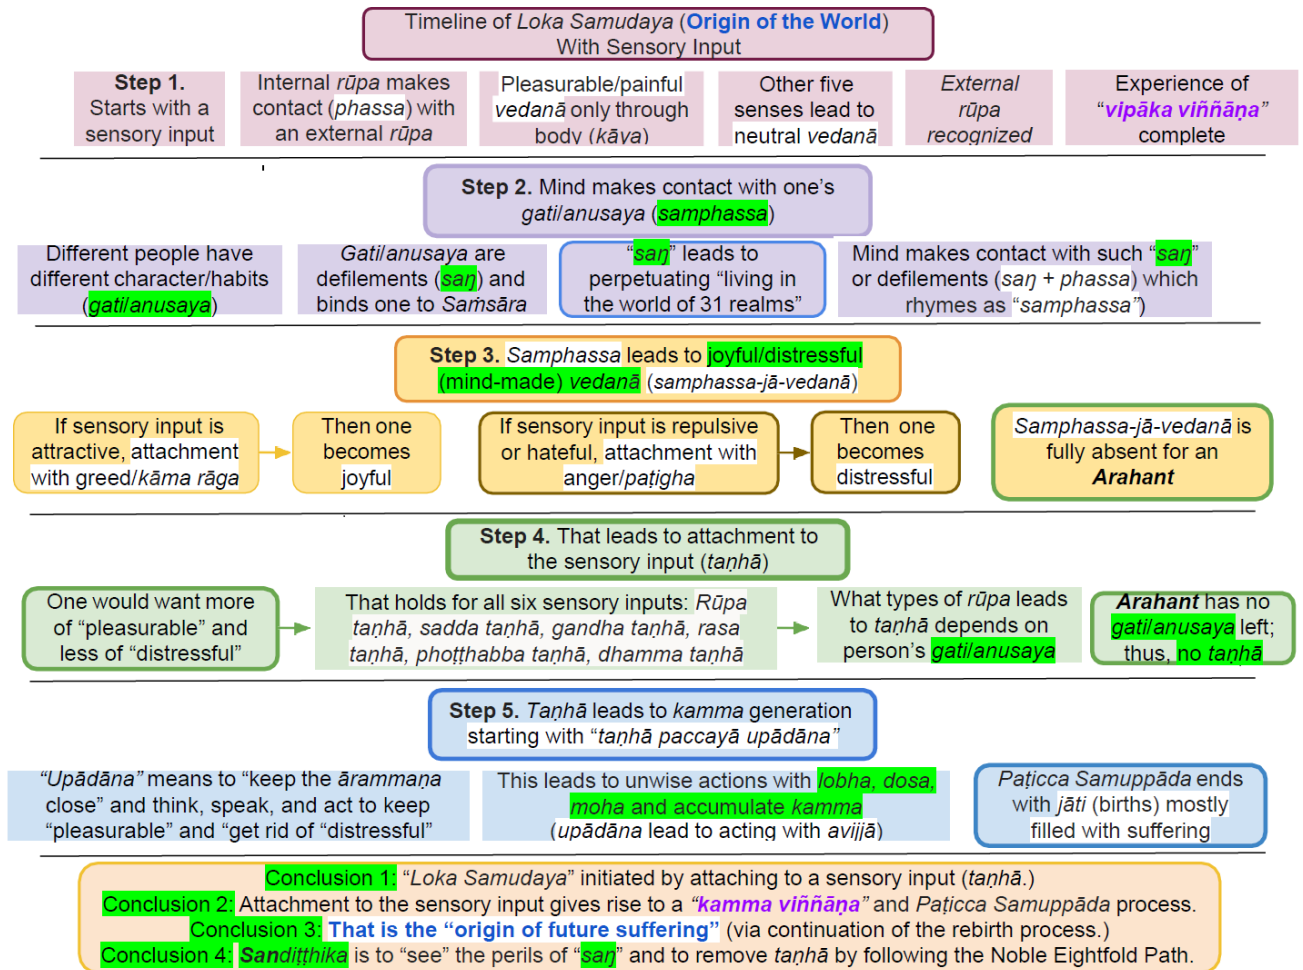 Timeline of Loka Samudaya (Origin of the World)
With Sensory Input
Step 1.
Starts with a
sensory input
Internal rūpa makes
contact (phassa) with
an external rūpa
Pleasurable/painful
vedanā only through
body (kāya)
Other five
senses lead to
neutral vedanā
External
rūpa
recognized
Experience of
“vipāka viññāṇa”
complete
Step 2. Mind makes contact with one’s
gati/anusaya (samphassa)
Different people have
different character/habits
(gati/anusaya)
Gati/anusaya are
defilements (saŋ) and
binds one to Saṁsāra
“saŋ” leads to
perpetuating “living in
the world of 31 realms”
Mind makes contact with such “saŋ”
or defilements (saŋ + phassa) which
rhymes as “samphassa”)
Step 3. Samphassa leads to joyful/distressful
(mind-made) vedanā (samphassa-jā-vedanā)
If sensory input is
attractive, attachment
with greed/kāma rāga
Then one
becomes
joyful
If sensory input is repulsive
or hateful, attachment with
anger/paṭigha
Then one
becomes
distressful
Samphassa-jā-vedanā is
fully absent for an
Arahant
Step 4. That leads to attachment to
the sensory input (taṇhā)
One would want more
of “pleasurable” and
less of “distressful”
That holds for all six sensory inputs: Rūpa
taṇhā, sadda taṇhā, gandha taṇhā, rasa
taṇhā, phoṭṭhabba taṇhā, dhamma taṇhā
What types of rūpa leads
to taṇhā depends on
person’s gati/anusaya
Arahant has no
gati/anusaya left;
thus, no taṇhā
Step 5. Taṇhā leads to kamma generation
starting with “taṇhā paccayā upādāna”
“Upādāna” means to “keep the ārammaṇa
close” and think, speak, and act to keep
“pleasurable” and “get rid of “distressful”
This leads to unwise actions with lobha, dosa,
moha and accumulate kamma
(upādāna lead to acting with avijjā)
Paṭicca Samuppāda ends
with jāti (births) mostly
filled with suffering
Conclusion 1: “Loka Samudaya” initiated by attaching to a sensory input (taṇhā.)
Conclusion 2: Attachment to the sensory input gives rise to a “kamma viññāṇa” and Paṭicca Samuppāda process.
Conclusion 3: That is the “origin of future suffering” (via continuation of the rebirth process.)
Conclusion 4: Sandiṭṭhika is to “see” the perils of “saŋ” and to remove taṇhā by following the Noble Eightfold Path.